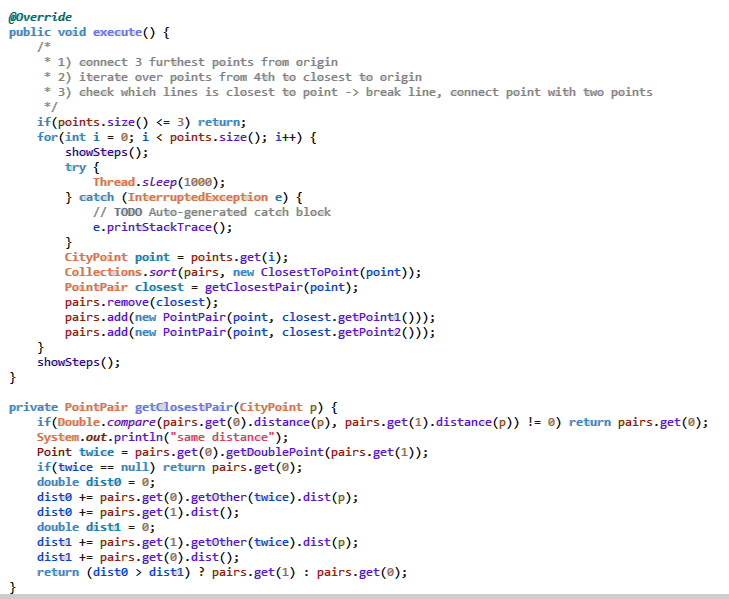 @Override
public void execute() {
    /*
     * 1) connect 3 furthest points from origin
     * 2) iterate over points from 4th to closest to origin
     * 3) check which lines is closest to point -> break line, connect point with two points
     */
    if(points.size() <= 3) return;
    for(int i = 0; i < points.size(); i++) {
        showSteps();
        try {
            Thread.sleep(1000);
        } catch (InterruptedException e) {
            // TODO Auto-generated catch block
            e.printStackTrace();
        }
        CityPoint point = points.get(i);
        Collections.sort(pairs, new ClosestToPoint(point));
        PointPair closest = getClosestPair(point);
        pairs.remove(closest);
        pairs.add(new PointPair(point, closest.getPoint1()));
        pairs.add(new PointPair(point, closest.getPoint2()));
    }
    showSteps();
}

private PointPair getClosestPair(CityPoint p) {
    if(Double.compare(pairs.get(0).distance(p), pairs.get(1).distance(p)) != 0) return pairs.get(0);
    System.out.println("same distance");
    Point twice = pairs.get(0).getDoublePoint(pairs.get(1));
    if(twice == null) return pairs.get(0);
    double dist0 = 0;
    dist0 += pairs.get(0).getOther(twice).dist(p);
    dist0 += pairs.get(1).dist();
    double dist1 = 0;
    dist1 += pairs.get(1).getOther(twice).dist(p);
    dist1 += pairs.get(0).dist();
    return (dist0 > dist1) ? pairs.get(1) : pairs.get(0);
}